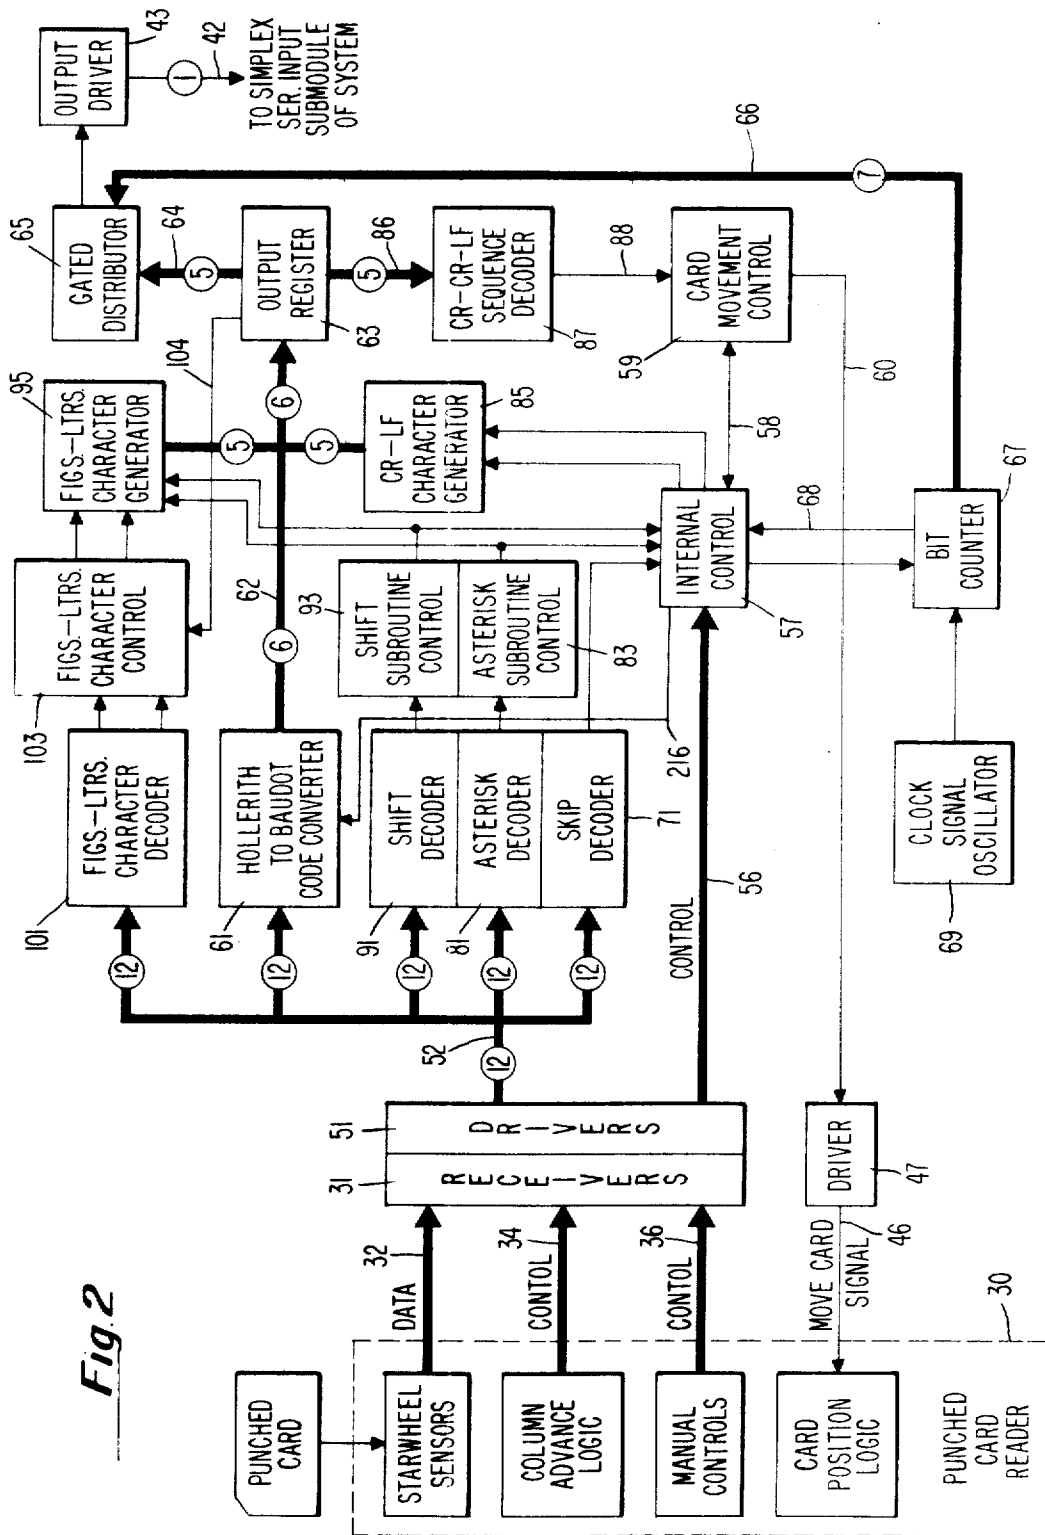 Fig. 2
PUNCHED
CARD
STARWHEEL
SENSORS
COLUMN
ADVANCE
LOGIC
MANUAL
CONTROLS
CARD
POSITION
LOGIC
PUNCHED
CARD
READER
30
DATA
32
CONTOL
34
CONTOL
36
MOVE CARD
SIGNAL
46
31
RECEIVERS
51
DRIVERS
DRIVER
47
12
52
12
12
12
12
12
CONTROL
56
101
FIGS.-LTRS.
CHARACTER
DECODER
61
HOLLERITH
TO BAUDOT
CODE CONVERTER
91
SHIFT
DECODER
81
ASTERISK
DECODER
SKIP
DECODER
71
216
69
CLOCK
SIGNAL
OSCILLATOR
103
FIGS.-LTRS.
CHARACTER
CONTROL
6
62
93
SHIFT
SUBROUTINE
CONTROL
ASTERISK
SUBROUTINE
CONTROL
83
INTERNAL
CONTROL
57
68
BIT
COUNTER
67
95
FIGS.-LTRS.
CHARACTER
GENERATOR
5
6
5
CR-LF
CHARACTER
GENERATOR
85
58
60
104
65
GATED
DISTRIBUTOR
64
5
OUTPUT
REGISTER
63
5
86
CR-CR-LF
SEQUENCE
DECODER
87
88
59
CARD
MOVEMENT
CONTROL
66
7
OUTPUT
DRIVER
43
1
42
TO SIMPLEX
SER. INPUT
SUBMODULE
OF SYSTEM